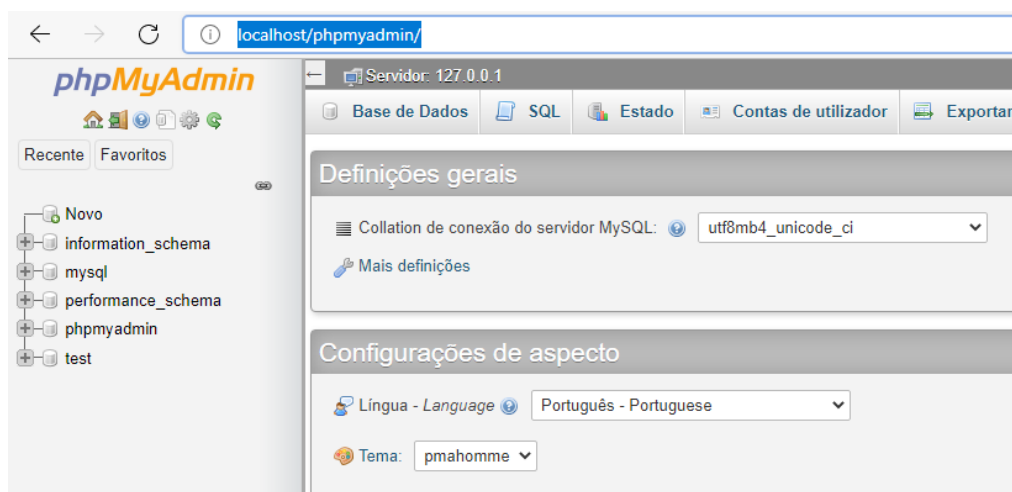 localhost/phpmyadmin/
phpMyAdmin
Recente Favoritos
Novo
information_schema
mysql
performance_schema
phpmyadmin
test
Servidor: 127.0.0.1
Base de Dados SQL Estado Contas de utilizador Exportar
Definições gerais
Collation de conexão do servidor MySQL: utf8mb4_unicode_ci
Mais definições
Configurações de aspecto
Língua - Language Português - Portuguese
Tema: pmahomme